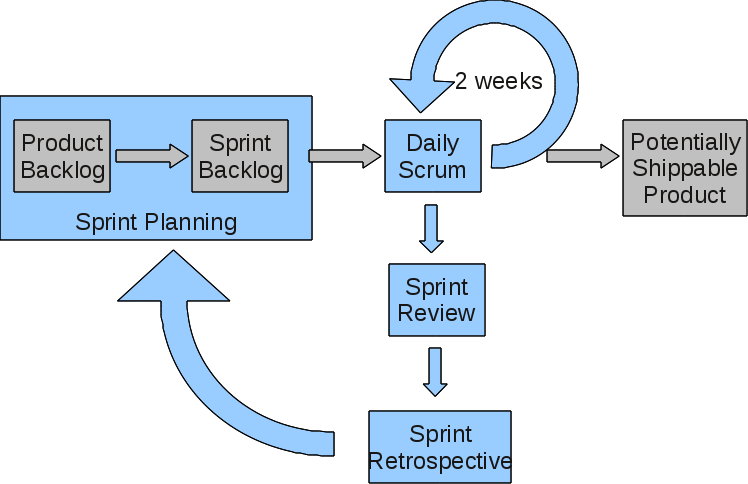 2 weeks
Product
Backlog
Sprint
Backlog
Sprint Planning
Daily
Scrum
Potentially
Shippable
Product
Sprint
Review
Sprint
Retrospective